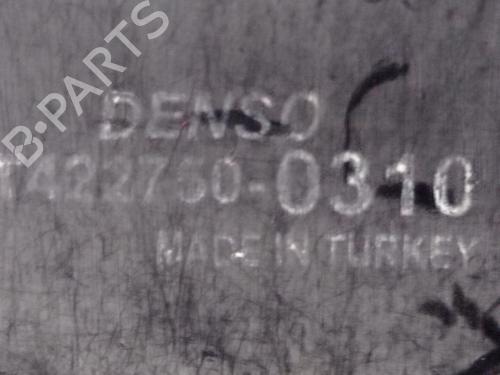 B-PARTS
DENSO
422750-0310
MADE IN TURKEY